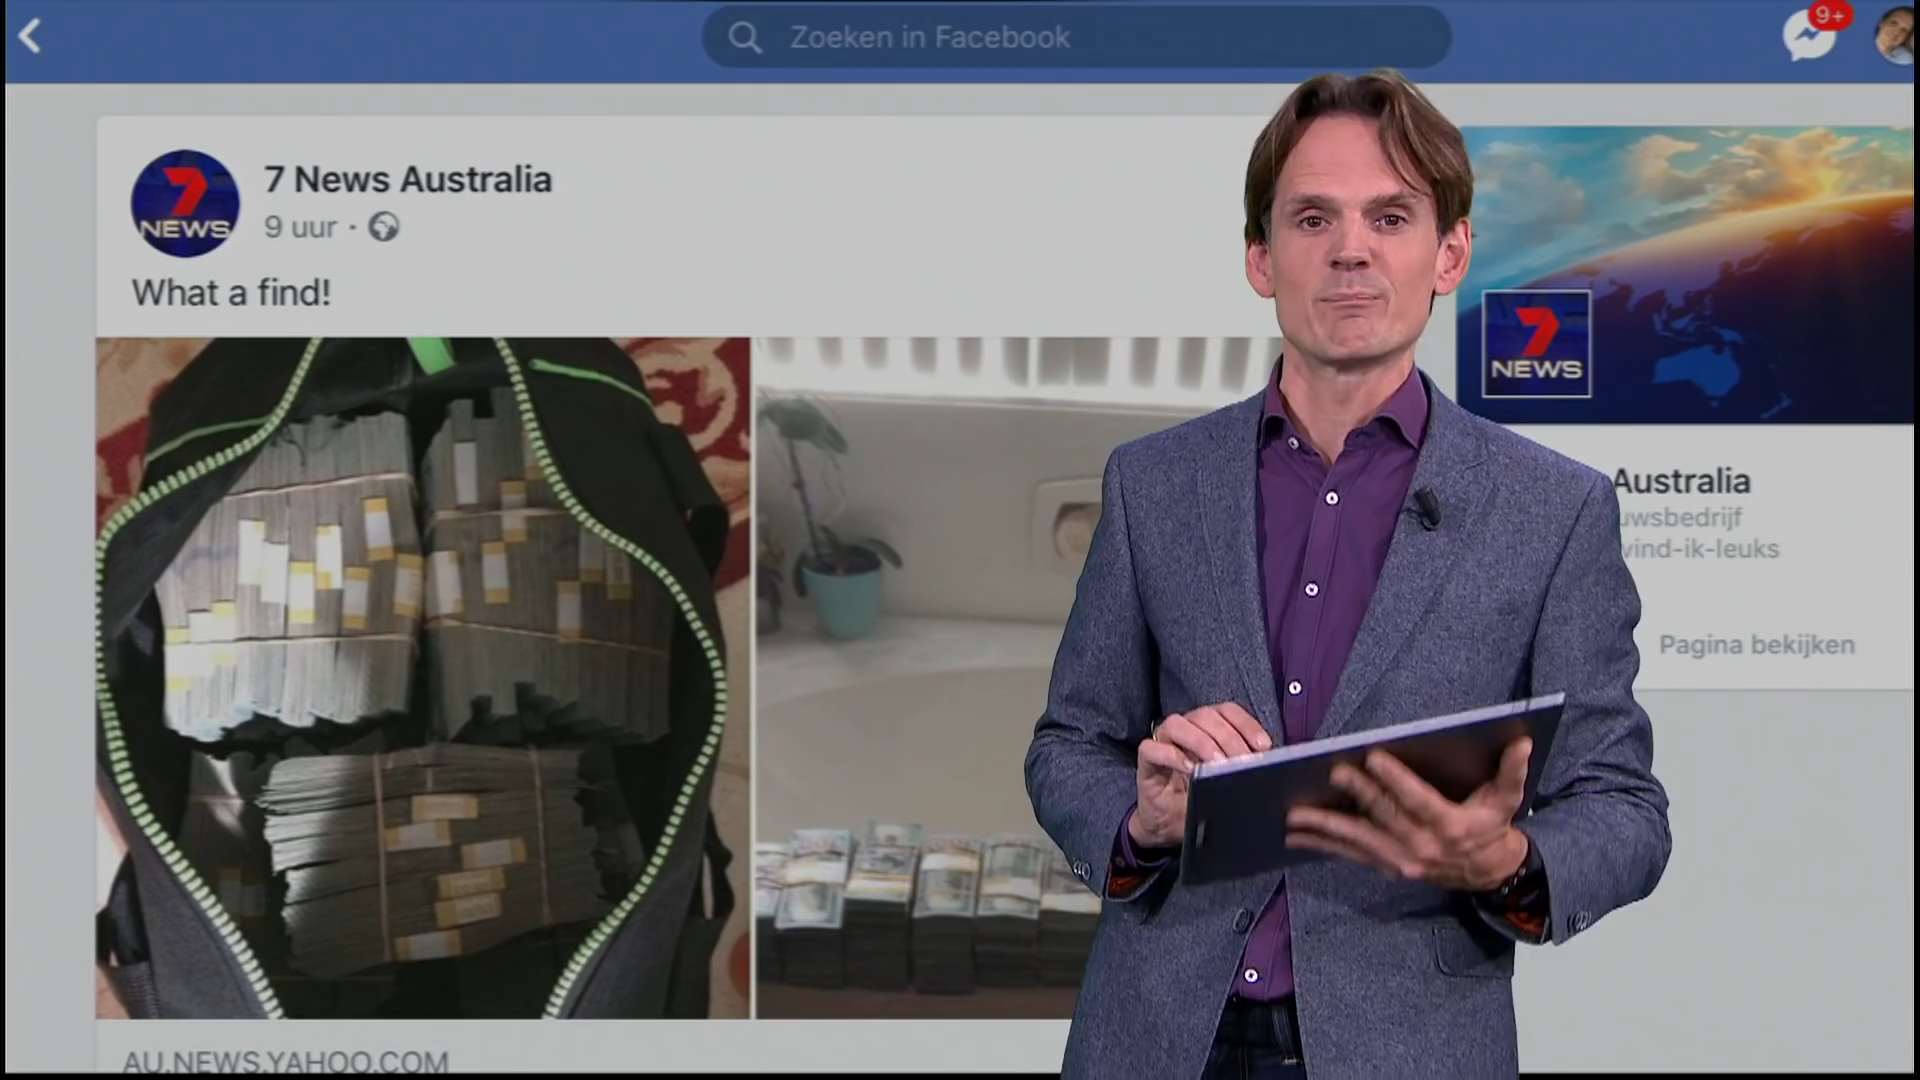 Zoeken in Facebook
9+
7 News Australia
9 uur ·
What a find!
7
NEWS
7
NEWS
Australia
uwsbedrijf
vind-ik-leuks
Pagina bekijken
AU.NEWS.YAHOO.COM